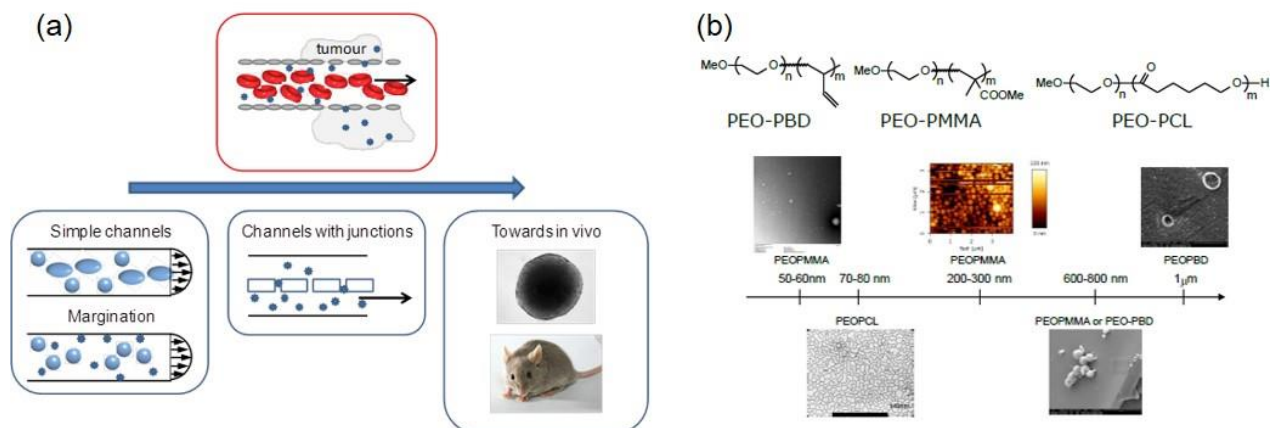 (a)
tumour
Simple channels
Margination
Channels with junctions
Towards in vivo
(b)
MeO O n m
MeO O n m COOMe
MeO O n O O m H
PEO-PBD PEO-PMMA PEO-PCL
PEOPMMA PEOPMMA PEOPBD
50-60nm 70-80 nm 200-300 nm 600-800 nm 1μm
PEOPCL PEOPMMA or PEO-PBD